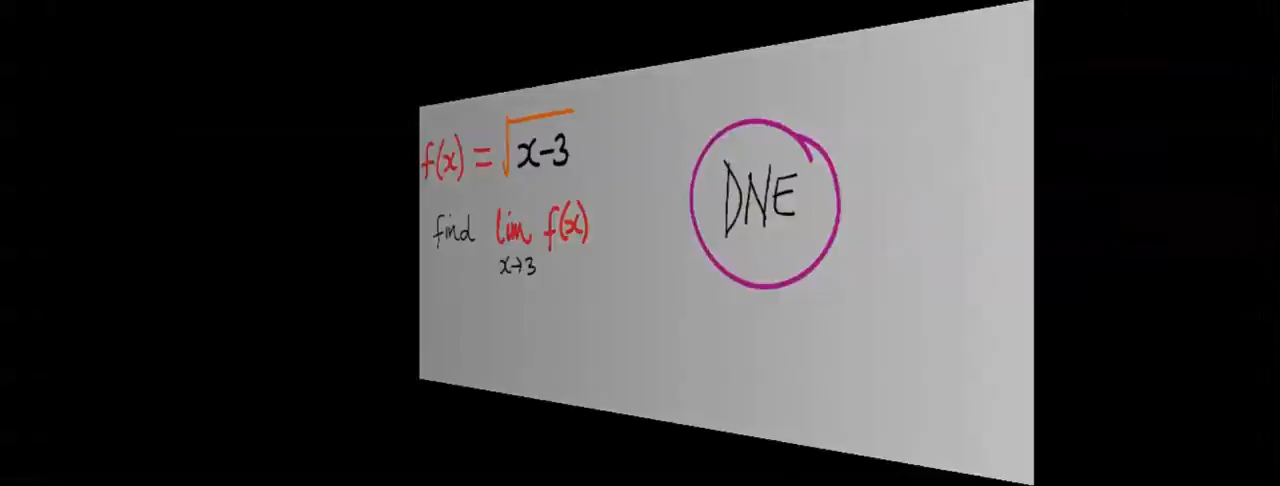 f(x) = √x-3
find lim f(x)
x→3
DNE